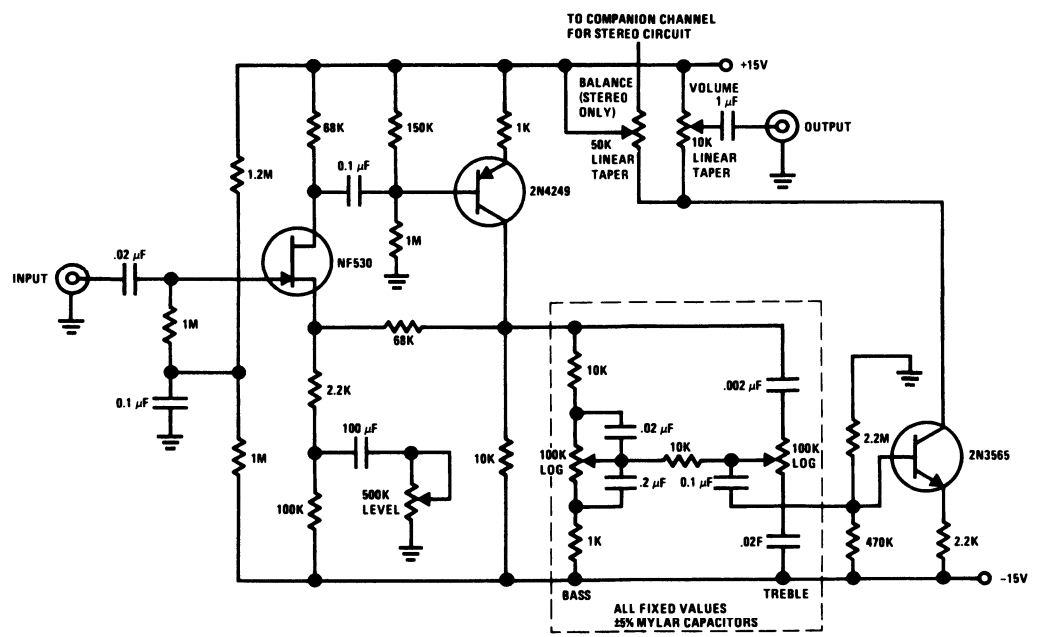 TO COMPANION CHANNEL
FOR STEREO CIRCUIT
+15V
BALANCE
(STEREO
ONLY)
VOLUME
1 μF
68K
150K
1K
50K
LINEAR
TAPER
10K
LINEAR
TAPER
OUTPUT
0.1 μF
1.2M
2N4249
1M
.02 μF
NF530
INPUT
1M
68K
2.2K
10K
.002 μF
0.1 μF
100 μF
.02 μF
2.2M
100K
LOG
10K
100K
LOG
2N3565
1M
10K
.2 μF
0.1 μF
500K
LEVEL
100K
1K
.02F
470K
2.2K
-15V
BASS
TREBLE
ALL FIXED VALUES
±5% MYLAR CAPACITORS